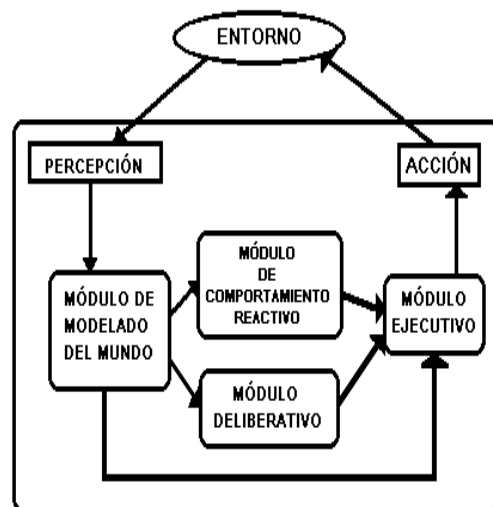 ENTORNO
PERCEPCIÓN
ACCIÓN
MÓDULO
DE
COMPORTAMIENTO
REACTIVO
MÓDULO DE
MODELADO
DEL MUNDO
MÓDULO
EJECUTIVO
MÓDULO
DELIBERATIVO